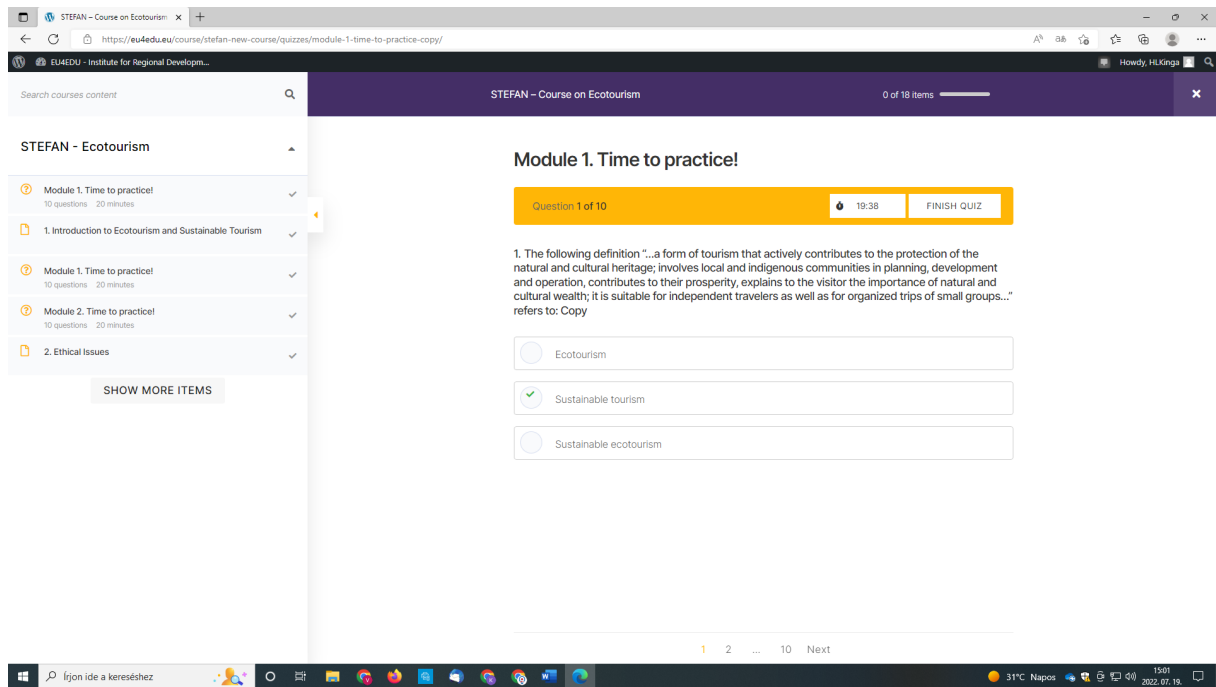 STEFAN – Course on Ecotourism
https://eu4edu.eu/course/stefan-new-course/quizzes/module-1-time-to-practice-copy/
EU4EDU - Institute for Regional Developm...
Howdy, HLKinga
Search courses content
STEFAN – Course on Ecotourism
0 of 18 items
STEFAN - Ecotourism
Module 1. Time to practice!
10 questions 20 minutes
1. Introduction to Ecotourism and Sustainable Tourism
Module 1. Time to practice!
10 questions 20 minutes
Module 2. Time to practice!
10 questions 20 minutes
2. Ethical Issues
SHOW MORE ITEMS
Module 1. Time to practice!
Question 1 of 10
19:38
FINISH QUIZ
1. The following definition “...a form of tourism that actively contributes to the protection of the
natural and cultural heritage; involves local and indigenous communities in planning, development
and operation, contributes to their prosperity, explains to the visitor the importance of natural and
cultural wealth; it is suitable for independent travelers as well as for organized trips of small groups...”
refers to: Copy
Ecotourism
Sustainable tourism
Sustainable ecotourism
1 2 ... 10 Next
Írjon ide a kereséshez
31°C Napos
15:01
2022. 07. 19.